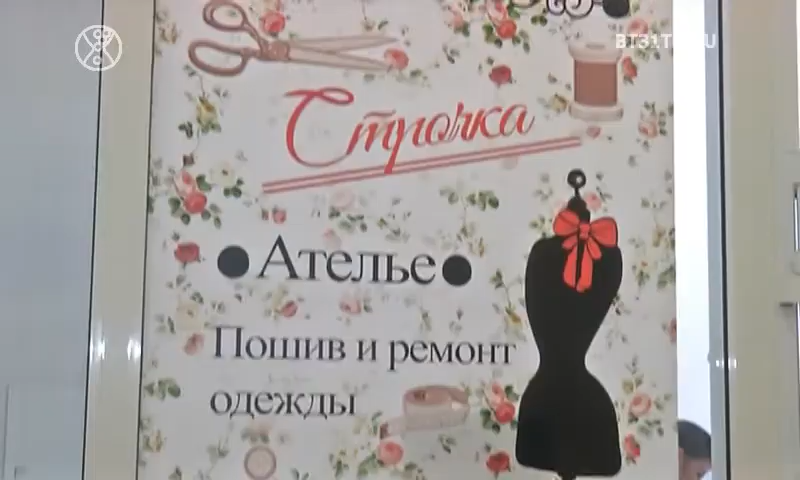 Строчка
Ателье
Пошив и ремонт
одежды